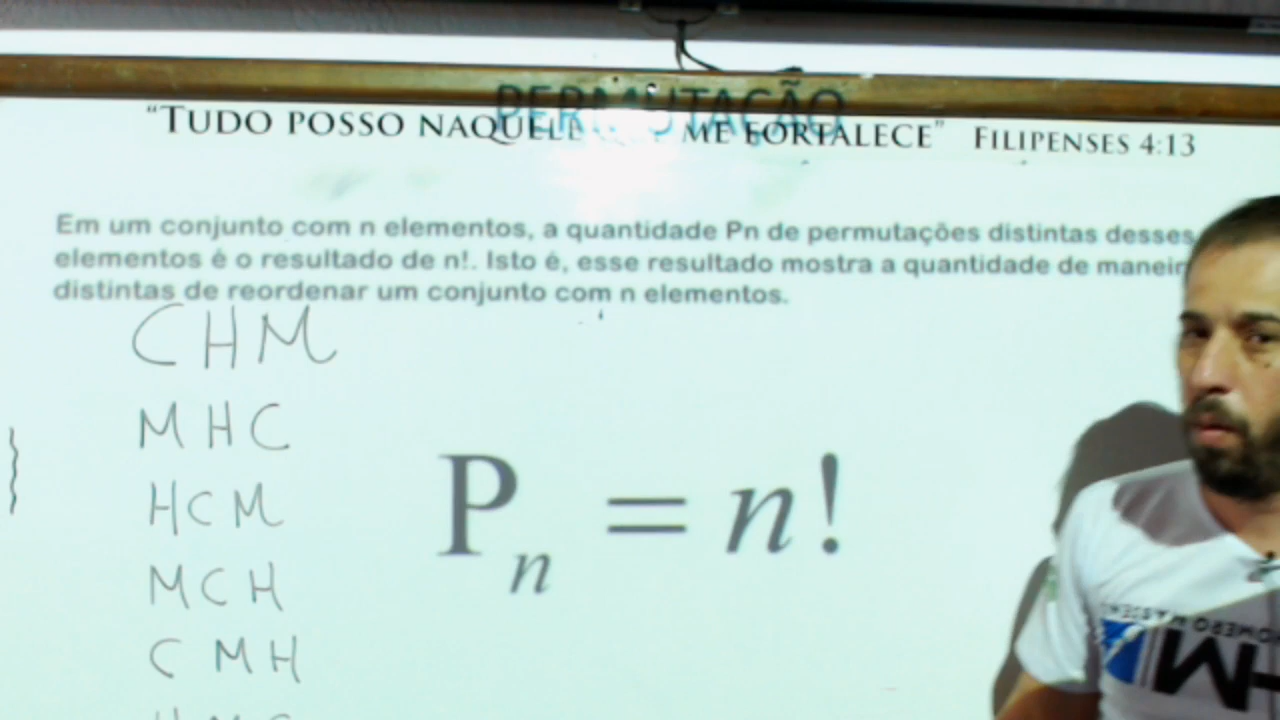 PERMUTAÇÃO
"TUDO POSSO NAQUELE ME FORTALECE" FILIPENSES 4:13
Em um conjunto com n elementos, a quantidade Pn de permutações distintas desses
elementos é o resultado de n!. Isto é, esse resultado mostra a quantidade de
distintas de reordenar um conjunto com n elementos.
CHM
MHC
HCM
MCH
CMH
Pn = n!